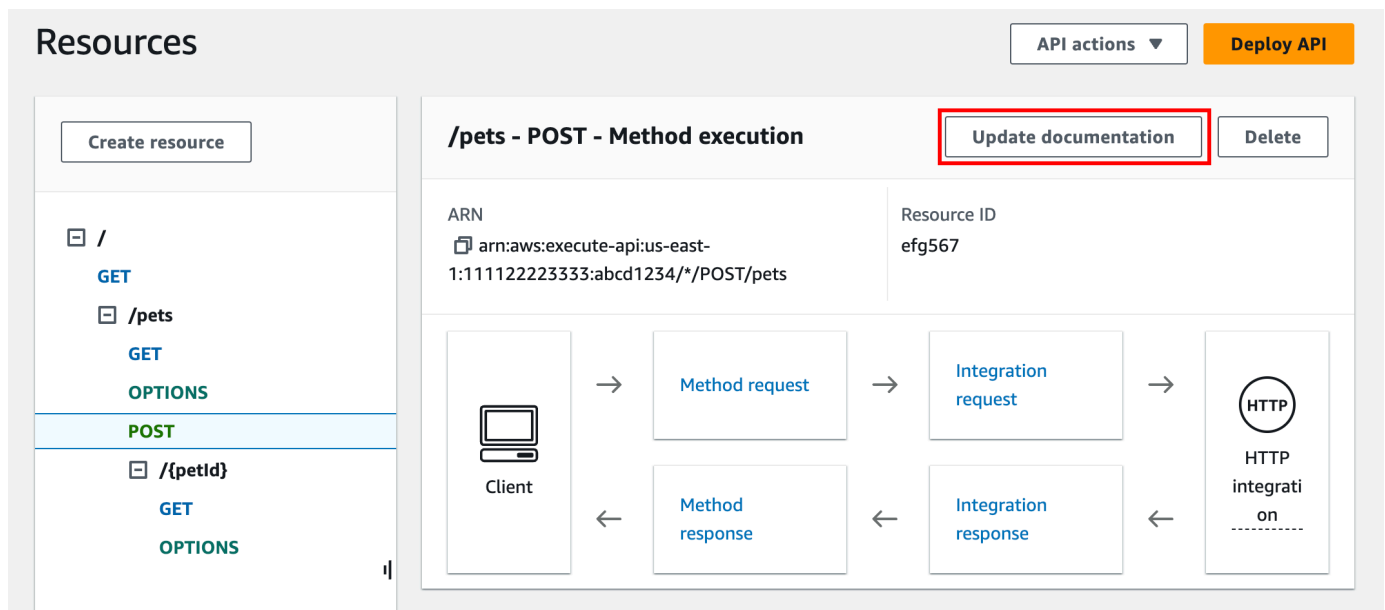 Resources
API actions ▼
Deploy API
Create resource
/
GET
/pets
GET
OPTIONS
POST
/{petId}
GET
OPTIONS
/pets - POST - Method execution
Update documentation
Delete
ARN
arn:aws:execute-api:us-east-
1:111122223333:abcd1234/*/POST/pets
Resource ID
efg567
Client
Method request
Integration
request
HTTP
HTTP
integrati
on
Method
response
Integration
response